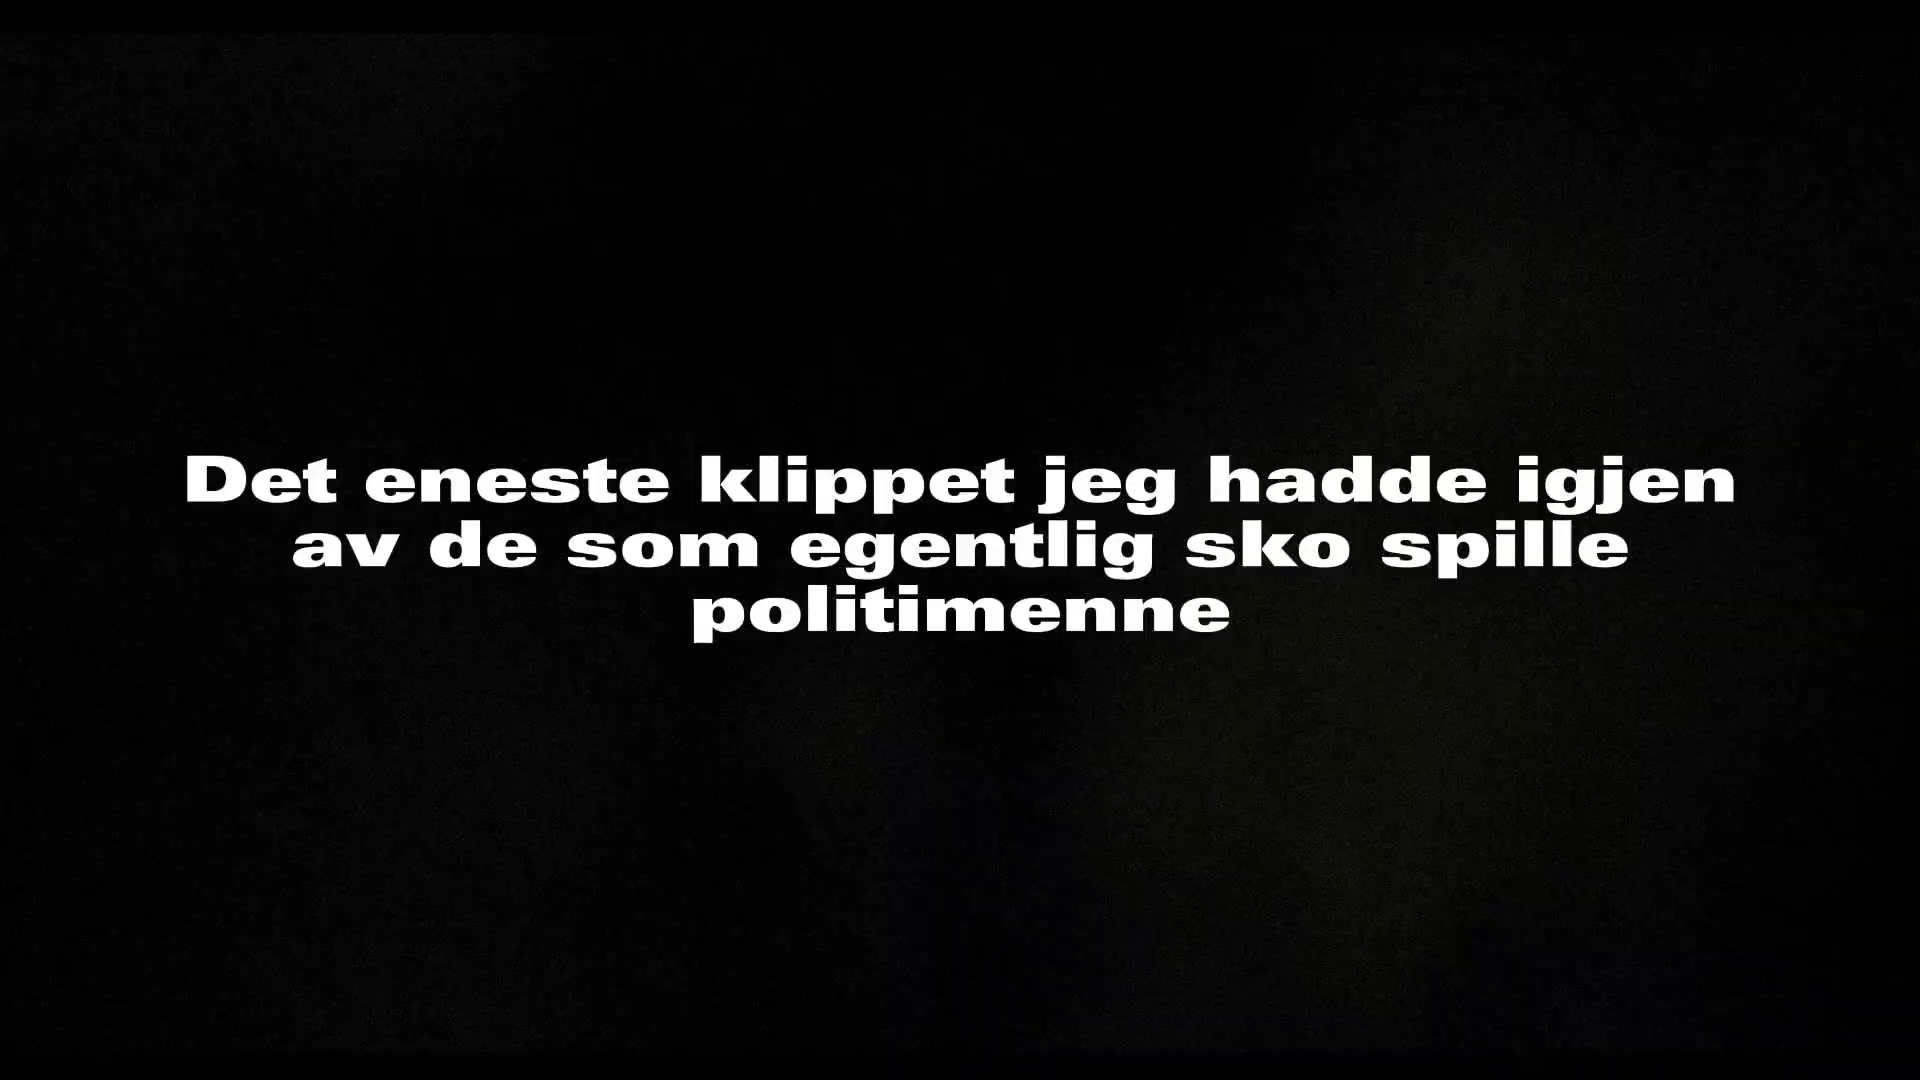 Det eneste klippet jeg hadde igjen
av de som egentlig sko spille
politimenne